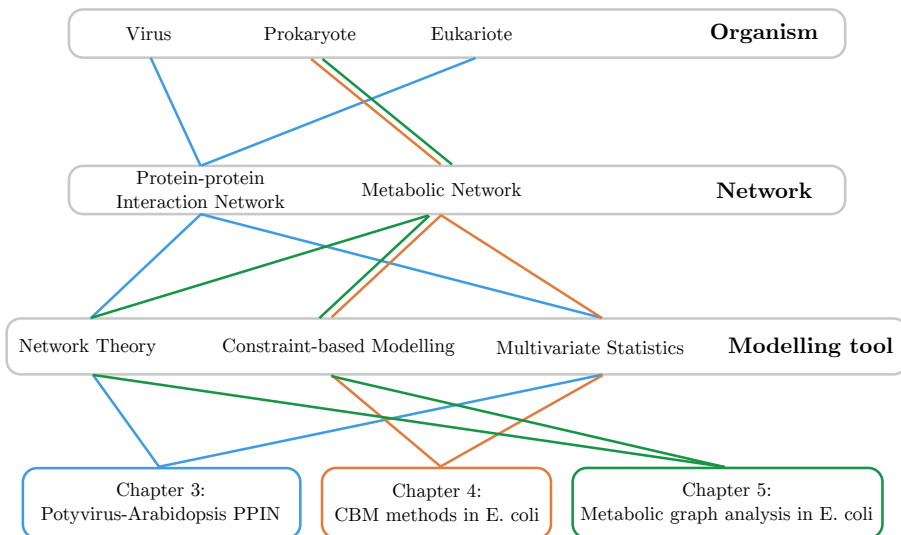 Virus Prokaryote Eukariote Organism
Protein-protein
Interaction Network
Metabolic Network
Network
Network Theory Constraint-based Modelling Multivariate Statistics Modelling tool
Chapter 3:
Potyvirus-Arabidopsis PPIN
Chapter 4:
CBM methods in E. coli
Chapter 5:
Metabolic graph analysis in E. coli